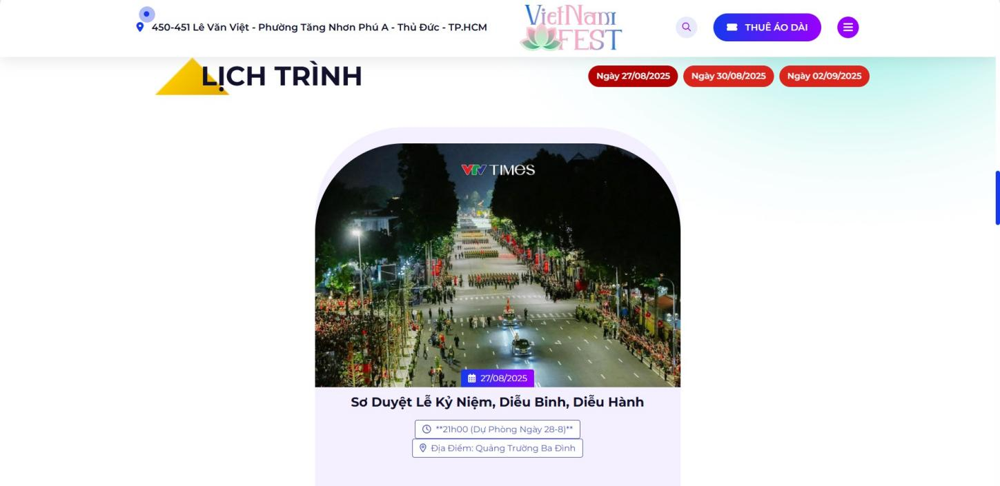 450-451 Lê Văn Việt - Phường Tăng Nhơn Phú A - Thủ Đức - TP.HCM
VietNam
FEST
THUÊ ÁO DÀI
LỊCH TRÌNH
Ngày 27/08/2025
Ngày 30/08/2025
Ngày 02/09/2025
VTV TIMES
27/08/2025
Sơ Duyệt Lễ Kỷ Niệm, Diễu Binh, Diễu Hành
**21h00 (Dự Phòng Ngày 28-8)**
Địa Điểm: Quảng Trường Ba Đình